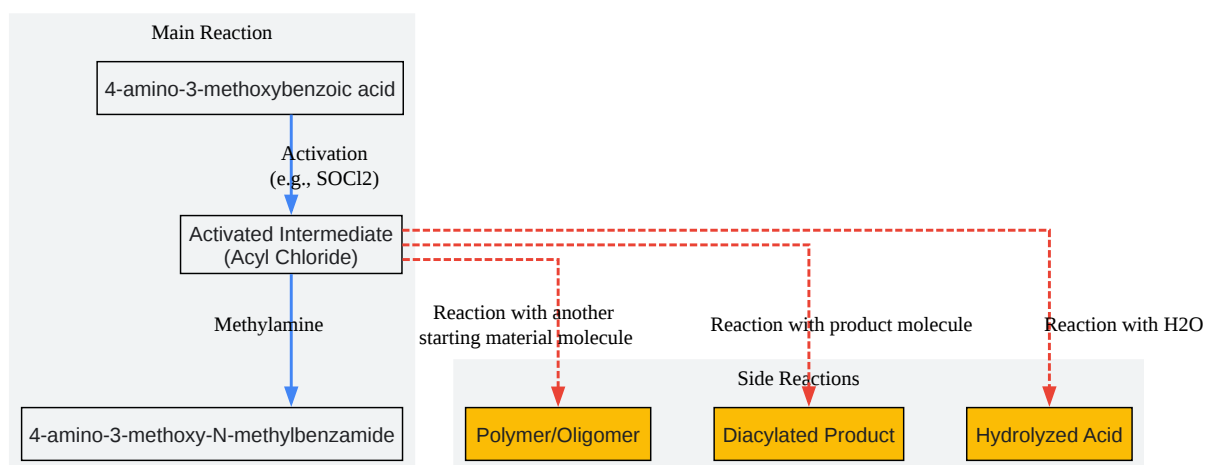 Main Reaction
4-amino-3-methoxybenzoic acid
Activation
(e.g., SOCl2)
Activated Intermediate
(Acyl Chloride)
Methylamine
Reaction with another
starting material molecule
Reaction with product molecule
Reaction with H2O
Side Reactions
4-amino-3-methoxy-N-methylbenzamide
Polymer/Oligomer
Diacylated Product
Hydrolyzed Acid